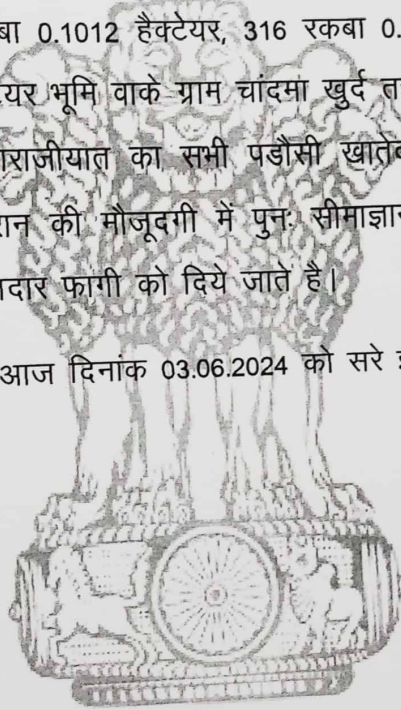 बा 0.1012 हैक्टेयर, 316 रकबा 0.
यर भूमि वाके ग्राम चांदमा खुर्द त
राजीयात का सभी पडौसी खातेद
रान की मौजूदगी में पुनः सीमाज्ञान
दार फागी को दिये जाते है।
आज दिनांक 03.06.2024 को सरे इ